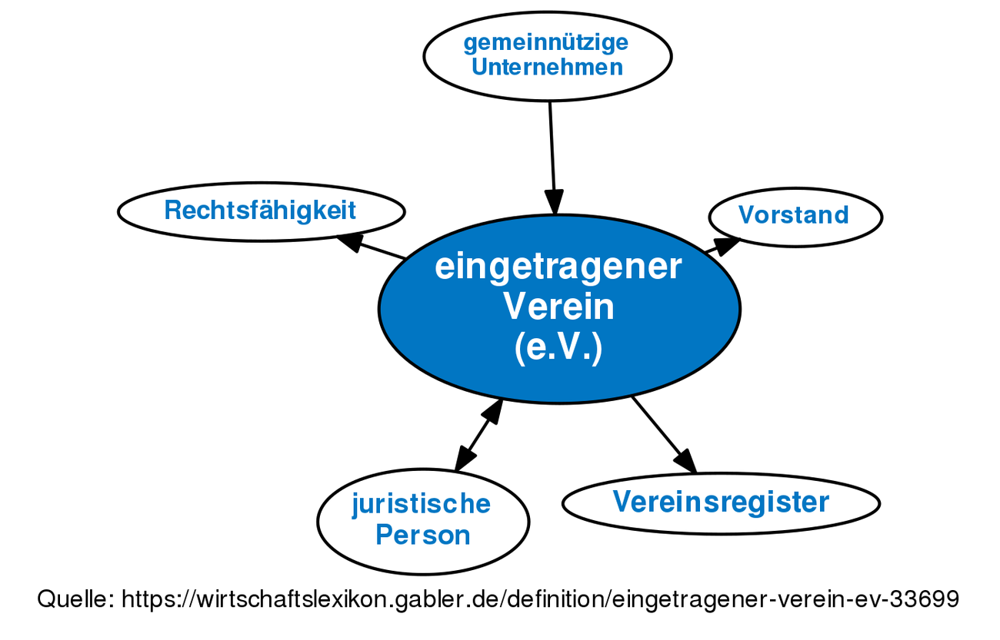 gemeinnützige
Unternehmen
Rechtsfähigkeit
Vorstand
eingetragener
Verein
(e.V.)
juristische
Person
Vereinsregister
Quelle: https://wirtschaftslexikon.gabler.de/definition/eingetragener-verein-ev-33699